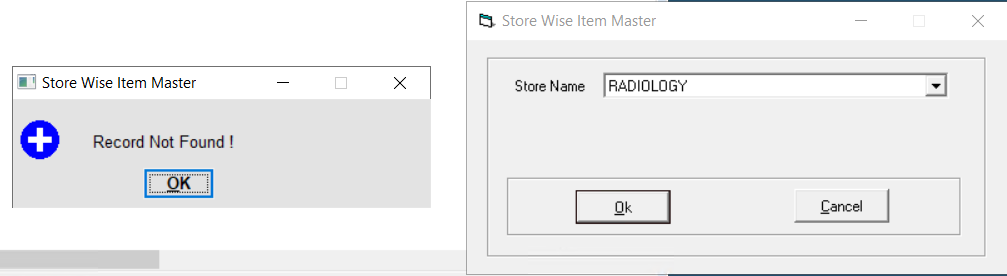 Store Wise Item Master
Record Not Found !
OK
Store Wise Item Master
Store Name RADIOLOGY
Ok Cancel